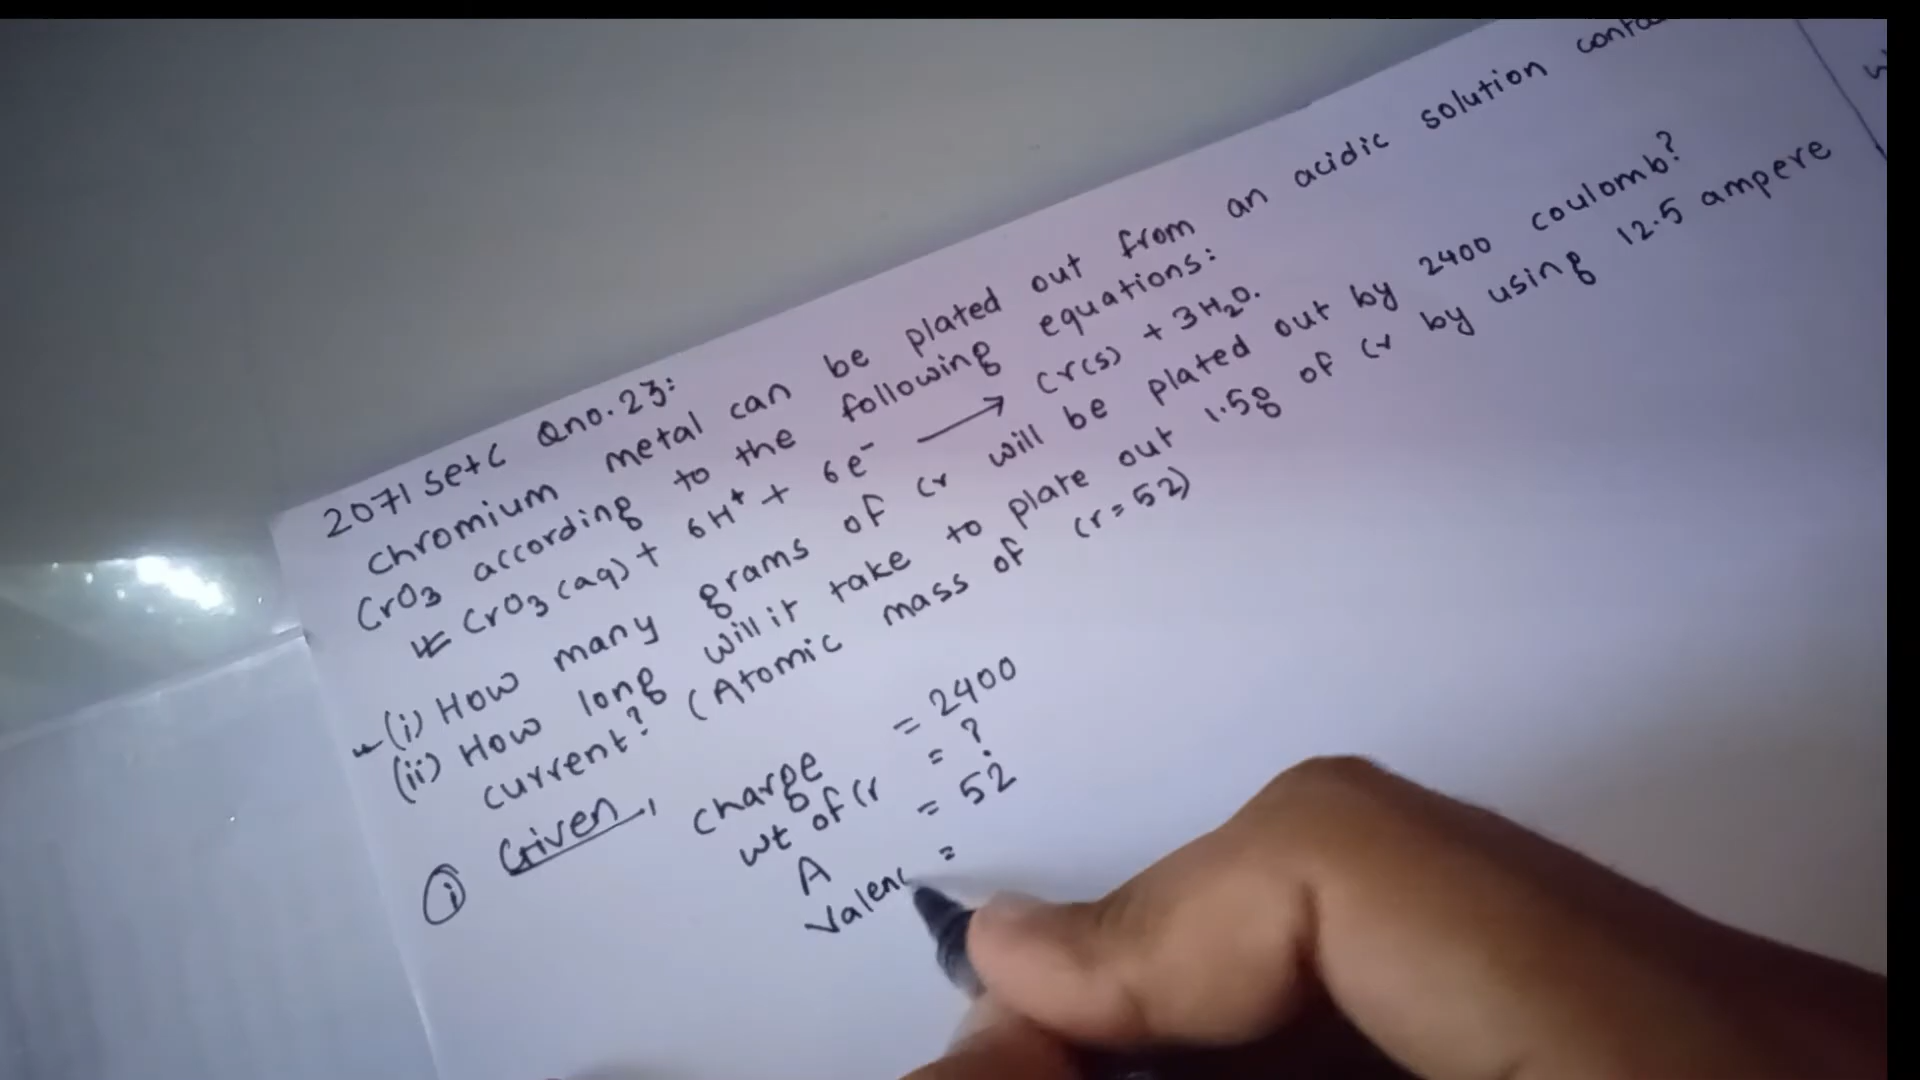 2071 Set C Qno. 23:
Chromium metal can be plated out from an acidic solution
CrO3 according to the following equations:
CrO3 (aq) + 6H+ + 6e- → Cr(s) + 3H2O.
(i) How many grams of Cr will be plated out by 2400 coulomb?
(ii) How long will it take to plate out 1.5g of Cr by using 12.5 ampere
current? (Atomic mass of Cr = 52)
(i) Given, charge = 2400
wt of Cr = ?
A = 52
Valenc =